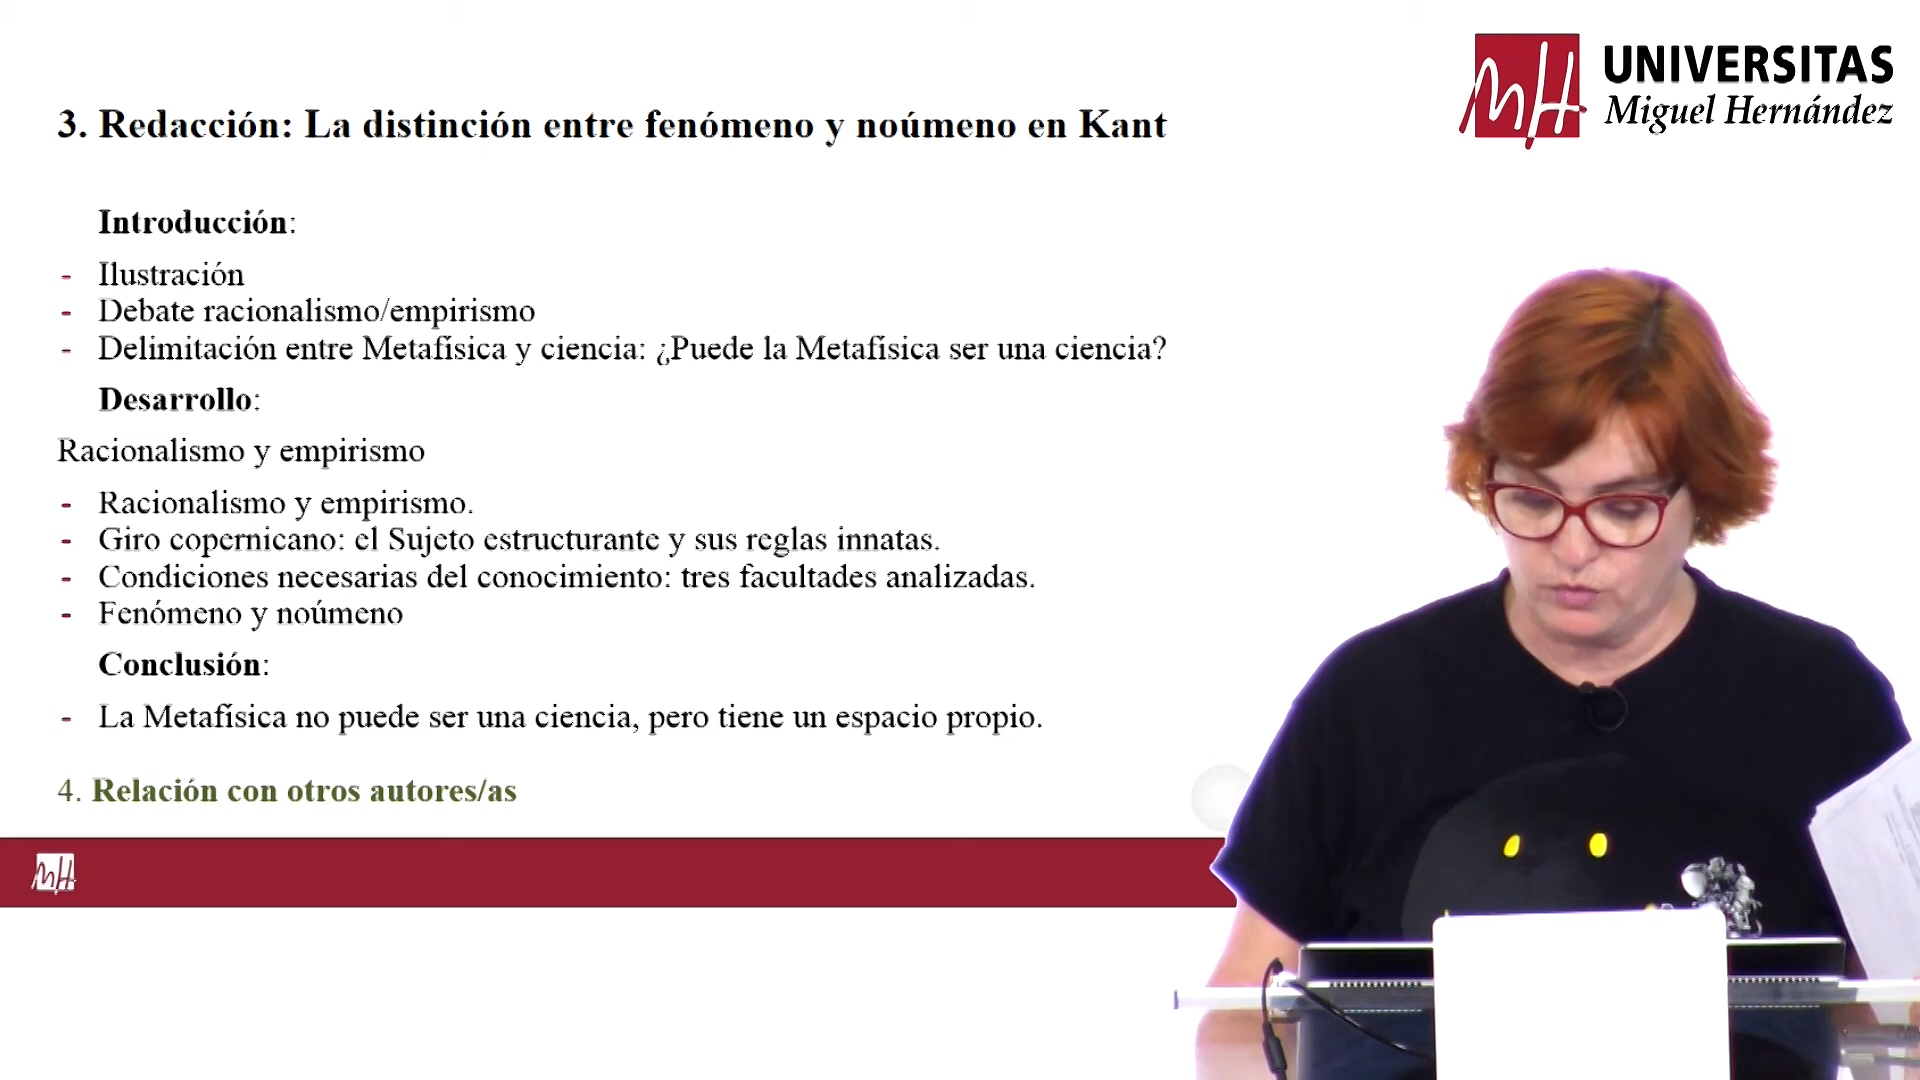 UNIVERSITAS
Miguel Hernández
3. Redacción: La distinción entre fenómeno y noúmeno en Kant
Introducción:
- Ilustración
- Debate racionalismo/empirismo
- Delimitación entre Metafísica y ciencia: ¿Puede la Metafísica ser una ciencia?
Desarrollo:
Racionalismo y empirismo
- Racionalismo y empirismo.
- Giro copernicano: el Sujeto estructurante y sus reglas innatas.
- Condiciones necesarias del conocimiento: tres facultades analizadas.
- Fenómeno y noúmeno
Conclusión:
- La Metafísica no puede ser una ciencia, pero tiene un espacio propio.
4. Relación con otros autores/as